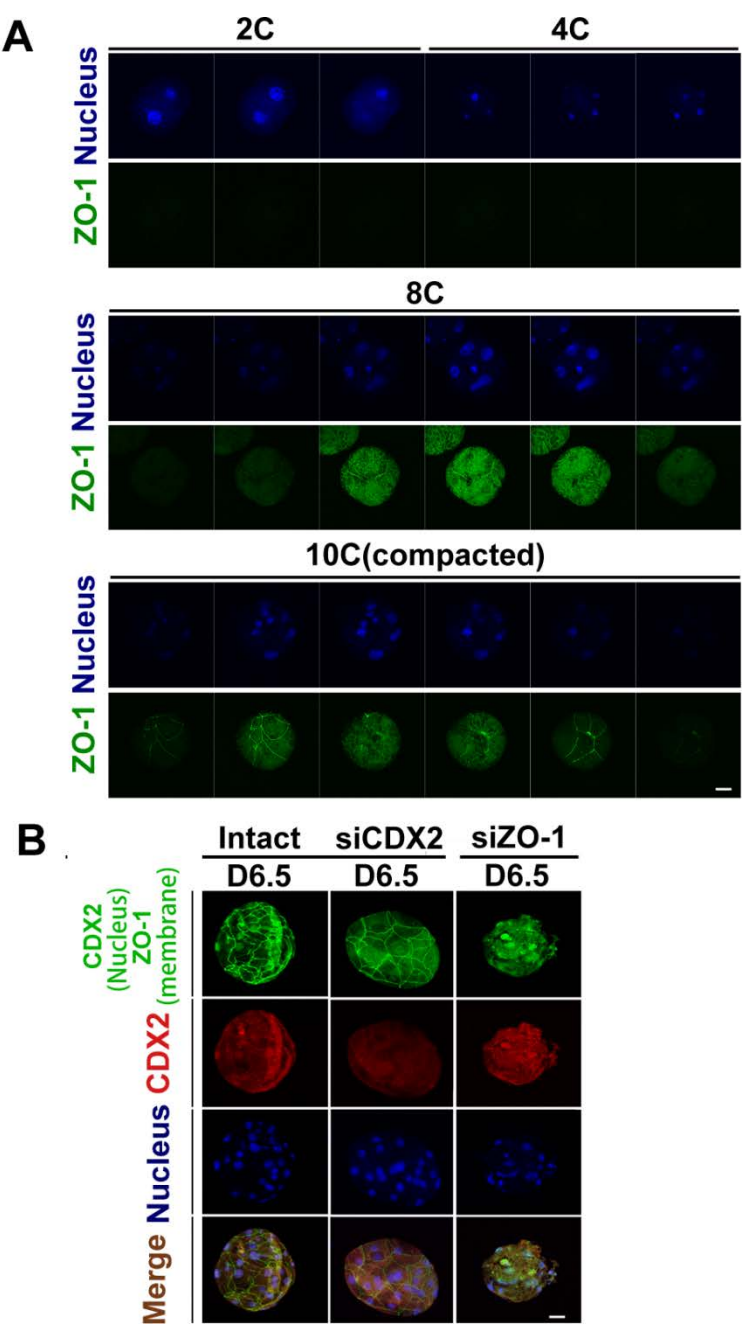 A
2C
4C
Nucleus
ZO-1
8C
Nucleus
ZO-1
10C(compacted)
Nucleus
ZO-1
B
Intact
siCDX2
siZO-1
D6.5
D6.5
D6.5
CDX2
(Nucleus)
ZO-1
(membrane)
CDX2
Nucleus
Merge